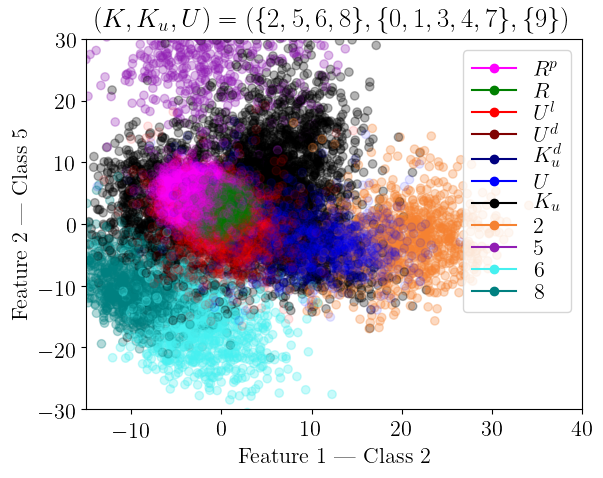 (K, K_u, U) = ({2, 5, 6, 8}, {0, 1, 3, 4, 7}, {9})
30
20
10
0
−10
−20
−30
Feature 2 — Class 5
R^p
R
U^l
U^d
K_u^d
U
K_u
2
5
6
8
−10
0
10
20
30
40
Feature 1 — Class 2